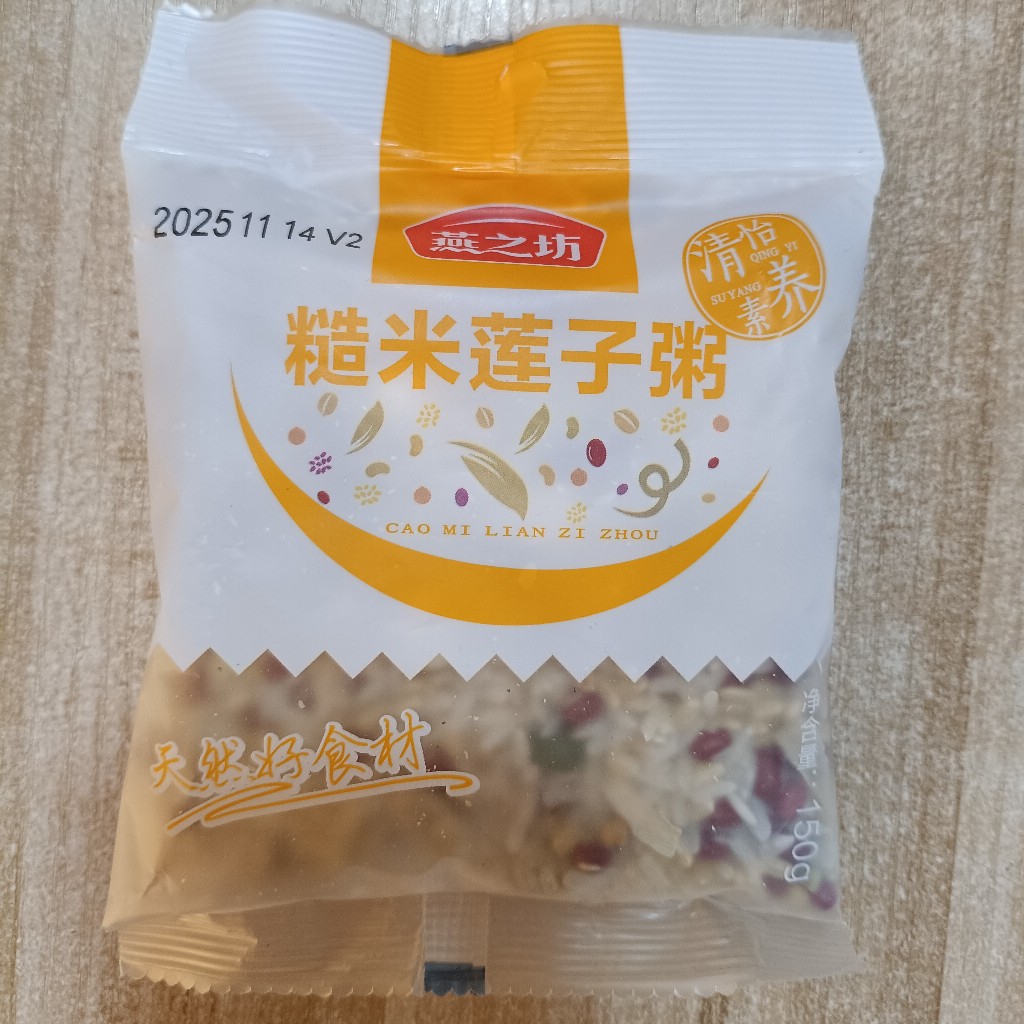 20251114 V2
燕之坊
清怡
QING YI
SU YANG
素养
糙米莲子粥
CAO MI LIAN ZI ZHOU
天然好食材
净含量：150g